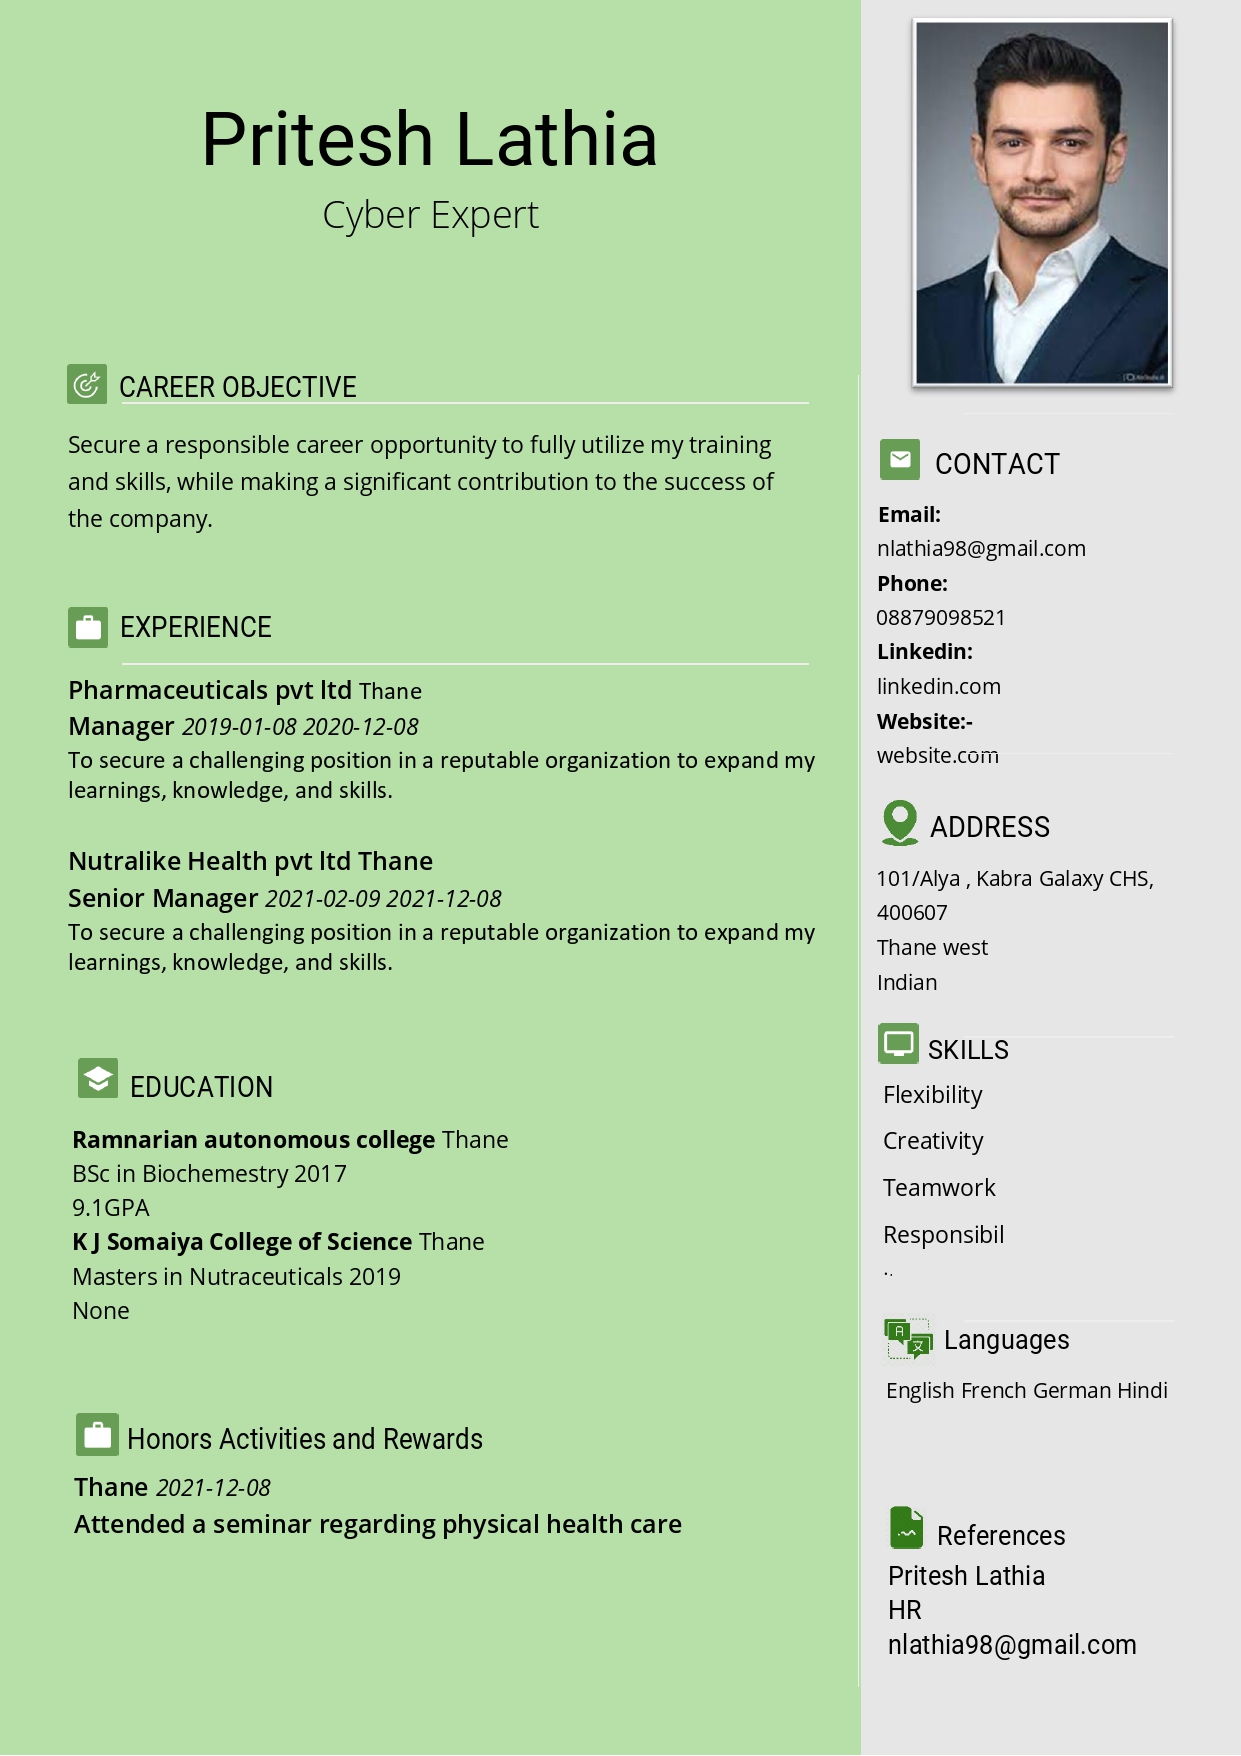 Pritesh Lathia
Cyber Expert
CAREER OBJECTIVE
Secure a responsible career opportunity to fully utilize my training
and skills, while making a significant contribution to the success of
the company.
EXPERIENCE
Pharmaceuticals pvt ltd Thane
Manager 2019-01-08 2020-12-08
To secure a challenging position in a reputable organization to expand my
learnings, knowledge, and skills.
Nutralike Health pvt ltd Thane
Senior Manager 2021-02-09 2021-12-08
To secure a challenging position in a reputable organization to expand my
learnings, knowledge, and skills.
EDUCATION
Ramnarian autonomous college Thane
BSc in Biochemestry 2017
9.1GPA
K J Somaiya College of Science Thane
Masters in Nutraceuticals 2019
None
Honors Activities and Rewards
Thane 2021-12-08
Attended a seminar regarding physical health care
CONTACT
Email:
nlathia98@gmail.com
Phone:
08879098521
Linkedin:
linkedin.com
Website:-
website.com
ADDRESS
101/Alya , Kabra Galaxy CHS,
400607
Thane west
Indian
SKILLS
Flexibility
Creativity
Teamwork
Responsibil
Languages
English French German Hindi
References
Pritesh Lathia
HR
nlathia98@gmail.com